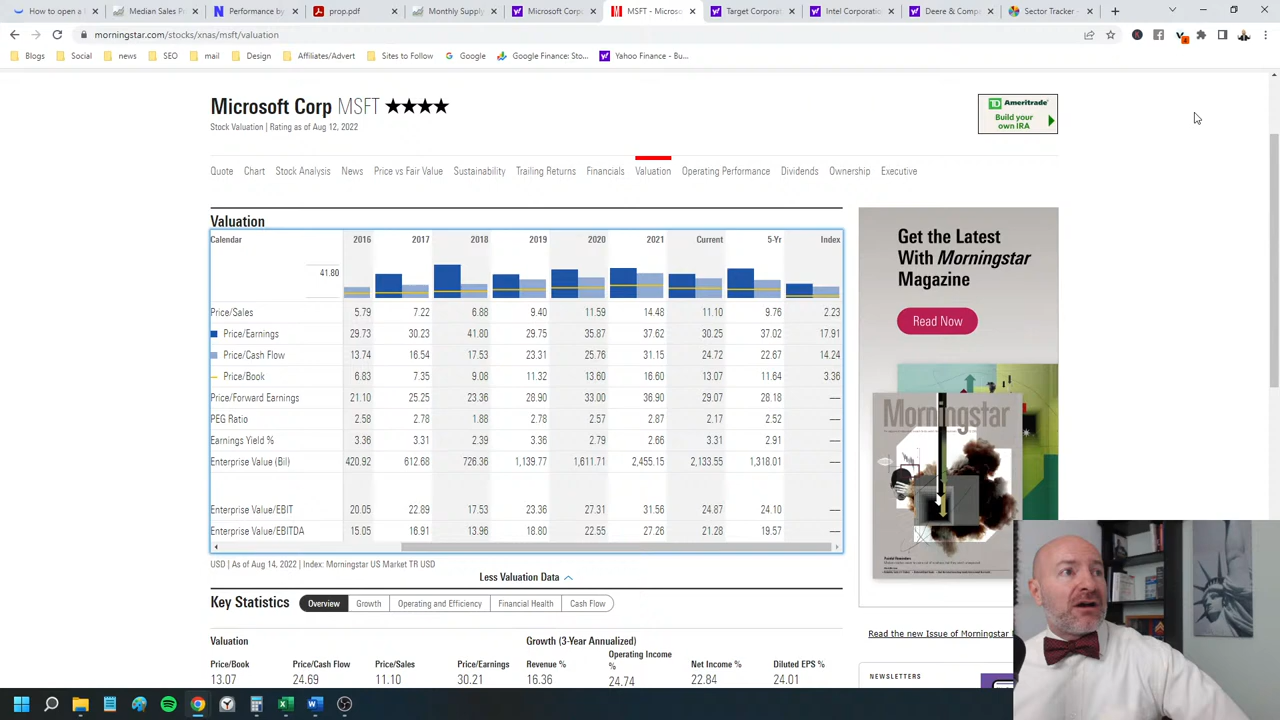 How to open a
Median Sales P
Performance by
prop.pdf
Monthly Supply
Microsoft Corp
MSFT - Microso
Target Corporat
Intel Corporatio
Deere & Comp
Sector Tracker -
morningstar.com/stocks/xnas/msft/valuation
Blogs Social news SEO mail Design Affiliates/Advert Sites to Follow Google Google Finance: Sto... Yahoo Finance - Bu...
Microsoft Corp MSFT ★★★★
Stock Valuation | Rating as of Aug 12, 2022
TD Ameritrade
Build your
own IRA
Quote Chart Stock Analysis News Price vs Fair Value Sustainability Trailing Returns Financials Valuation Operating Performance Dividends Ownership Executive
Valuation
Calendar 2016 2017 2018 2019 2020 2021 Current 5-Yr Index
41.80
Price/Sales 5.79 7.22 6.88 9.40 11.59 14.48 11.10 9.76 2.23
Price/Earnings 29.73 30.23 41.80 29.75 35.87 37.62 30.25 37.02 17.91
Price/Cash Flow 13.74 16.54 17.53 23.31 25.76 31.15 24.72 22.67 14.24
Price/Book 6.83 7.35 9.08 11.32 13.60 16.60 13.07 11.64 3.36
Price/Forward Earnings 21.10 25.25 23.36 28.90 33.00 36.90 29.07 28.18 —
PEG Ratio 2.58 2.78 1.88 2.78 2.57 2.87 2.17 2.52 —
Earnings Yield % 3.36 3.31 2.39 3.36 2.79 2.66 3.31 2.91 —
Enterprise Value (Bil) 420.92 612.68 726.36 1,139.77 1,611.71 2,455.15 2,133.55 1,318.01 —
Enterprise Value/EBIT 20.05 22.89 17.53 23.36 27.31 31.56 24.87 24.10 —
Enterprise Value/EBITDA 15.05 16.91 13.96 18.80 22.55 27.26 21.28 19.57 —
USD | As of Aug 14, 2022 | Index: Morningstar US Market TR USD
Less Valuation Data
Get the Latest
With Morningstar
Magazine
Read Now
Morningstar
Read the new Issue of Morningstar
NEWSLETTERS
Key Statistics Overview Growth Operating and Efficiency Financial Health Cash Flow
Valuation
Price/Book Price/Cash Flow Price/Sales Price/Earnings
13.07 24.69 11.10 30.21
Growth (3-Year Annualized)
Revenue % Operating Income % Net Income % Diluted EPS %
16.36 24.74 22.84 24.01